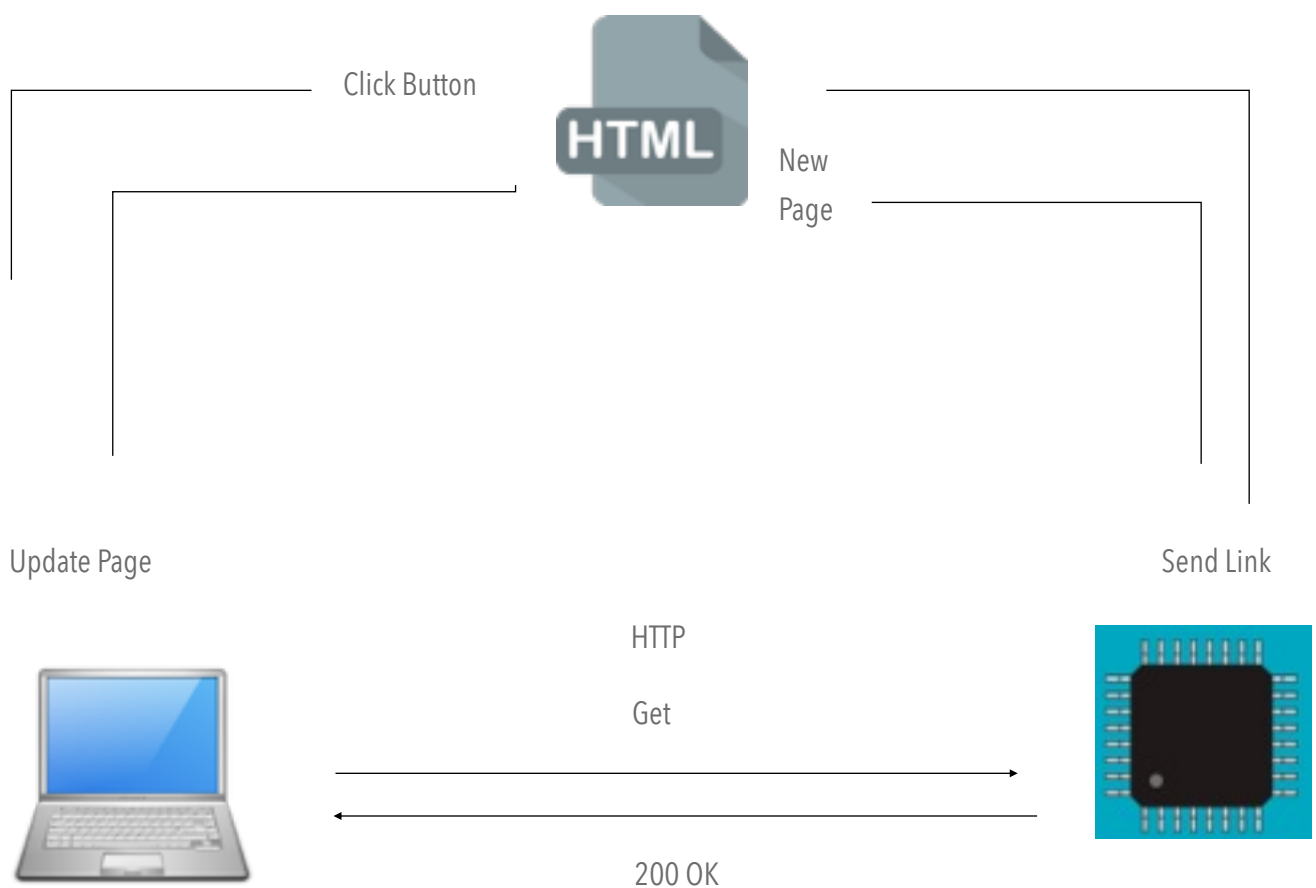 Click Button
HTML
New
Page
Update Page
Send Link
HTTP
Get
200 OK